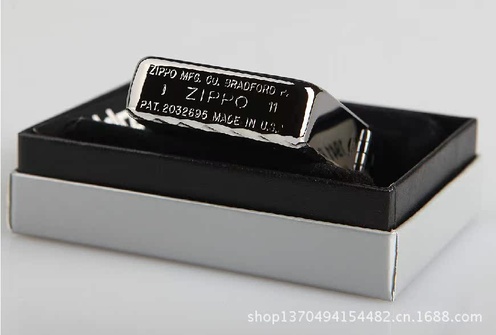 ZIPPO MFG. CO. BRADFORD PA
ZIPPO 11
PAT. 2032695 MADE IN U.S.A
shop1370494154482.cn.1688.com